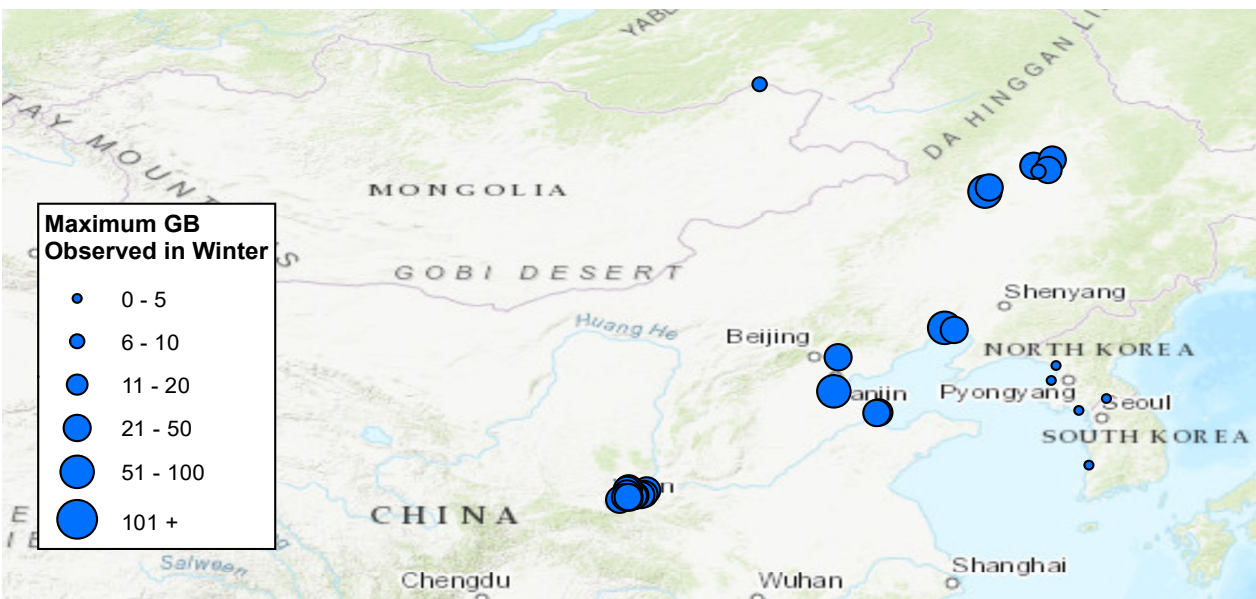 YABL
DA HINGGAN LI
TAY MOUNT
S
MONGOLIA
Maximum GB
Observed in Winter
GOBI DESERT
0 - 5
6 - 10
11 - 20
21 - 50
51 - 100
101 +
Shenyang
Huang He
Beijing
NORTH KOREA
Pyongyang
anjin
Seoul
SOUTH KOREA
n
CHINA
E
Salween
Shanghai
Chengdu
Wuhan